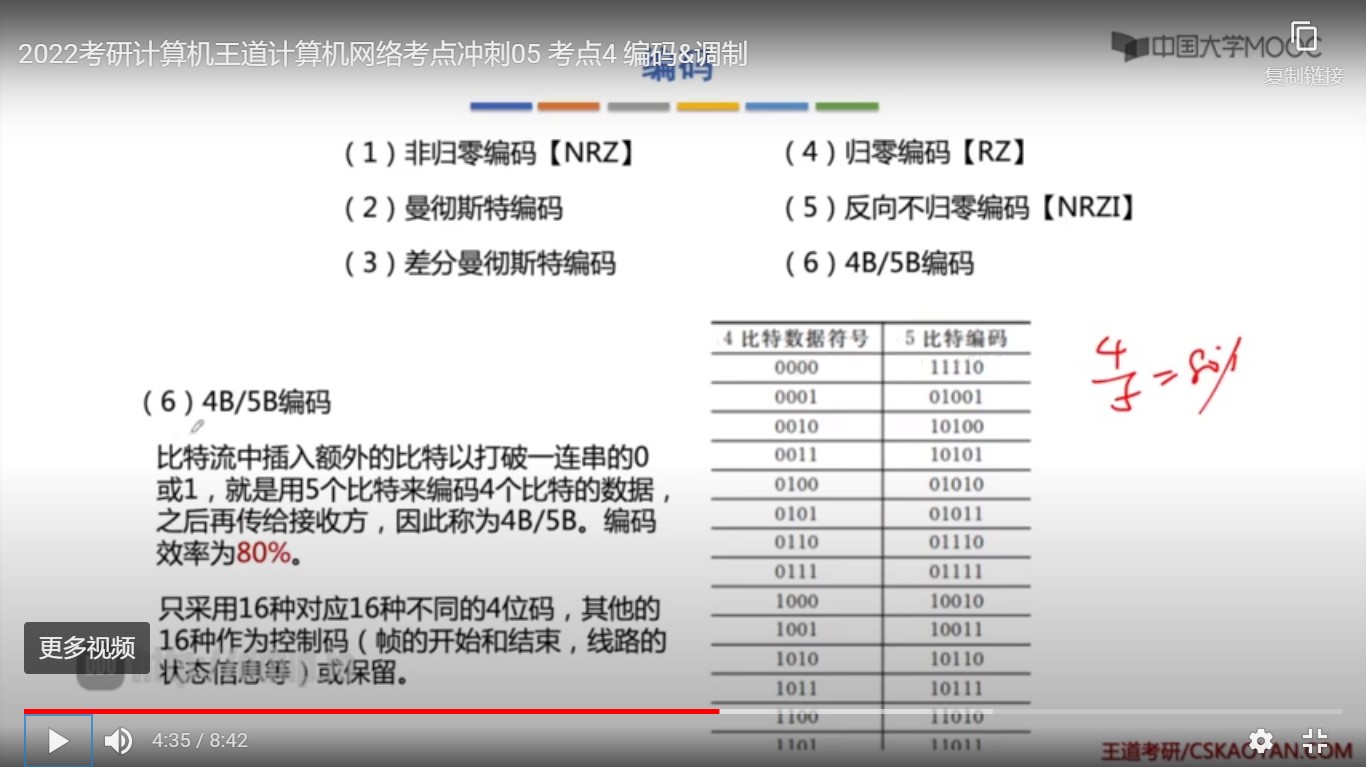 2022考研计算机王道计算机网络考点冲刺05 考点4 编码&调制
编码
中国大学MOOC
复制链接
（1）非归零编码【NRZ】
（4）归零编码【RZ】
（2）曼彻斯特编码
（5）反向不归零编码【NRZI】
（3）差分曼彻斯特编码
（6）4B/5B编码
（6）4B/5B编码
比特流中插入额外的比特以打破一连串的0
或1，就是用5个比特来编码4个比特的数据，
之后再传给接收方，因此称为4B/5B。编码
效率为80%。
只采用16种对应16种不同的4位码，其他的
16种作为控制码（帧的开始和结束，线路的
状态信息等）或保留。
4 比特数据符号 5 比特编码
0000 11110
0001 01001
0010 10100
0011 10101
0100 01010
0101 01011
0110 01110
0111 01111
1000 10010
1001 10011
1010 10110
1011 10111
1100 11010
1101 11011
4/5 = 80%
更多视频
4:35 / 8:42
王道考研/CSKAOYAN.COM